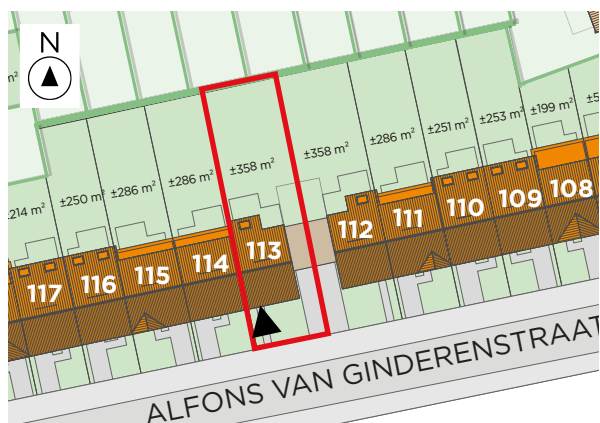 N
m²
±199 m²
±253 m²
±251 m²
±286 m²
±358 m²
±358 m²
±286 m²
±286 m²
±250 m²
214 m²
108
109
110
111
112
113
114
115
116
117
ALFONS VAN GINDERENSTRAAT